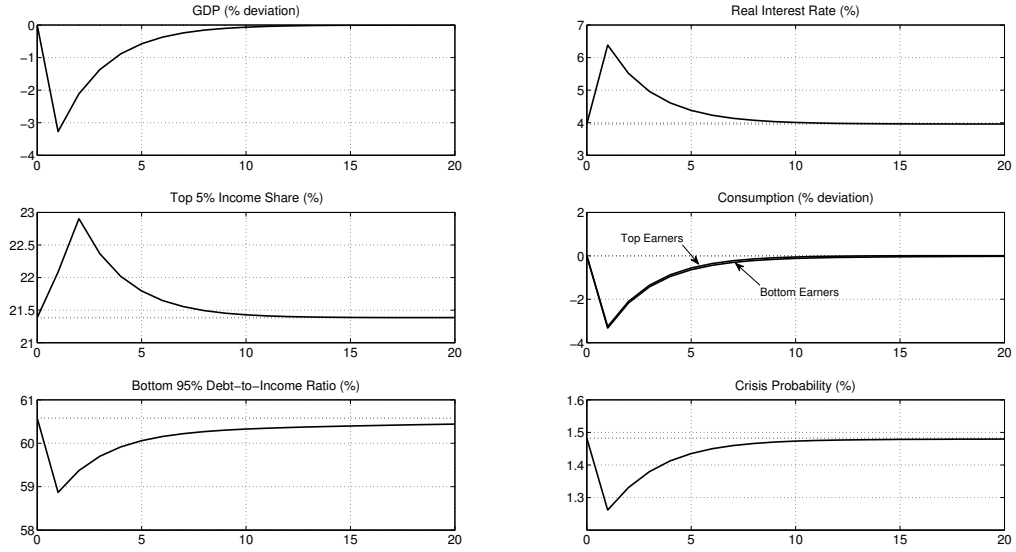 GDP (% deviation)
0
−1
−2
−3
−4
0 5 10 15 20
Real Interest Rate (%)
7
6
5
4
3
0 5 10 15 20
Top 5% Income Share (%)
23
22.5
22
21.5
21
0 5 10 15 20
Consumption (% deviation)
2
0
−2
−4
Top Earners
Bottom Earners
0 5 10 15 20
Bottom 95% Debt−to−Income Ratio (%)
61
60
59
58
0 5 10 15 20
Crisis Probability (%)
1.6
1.5
1.4
1.3
0 5 10 15 20